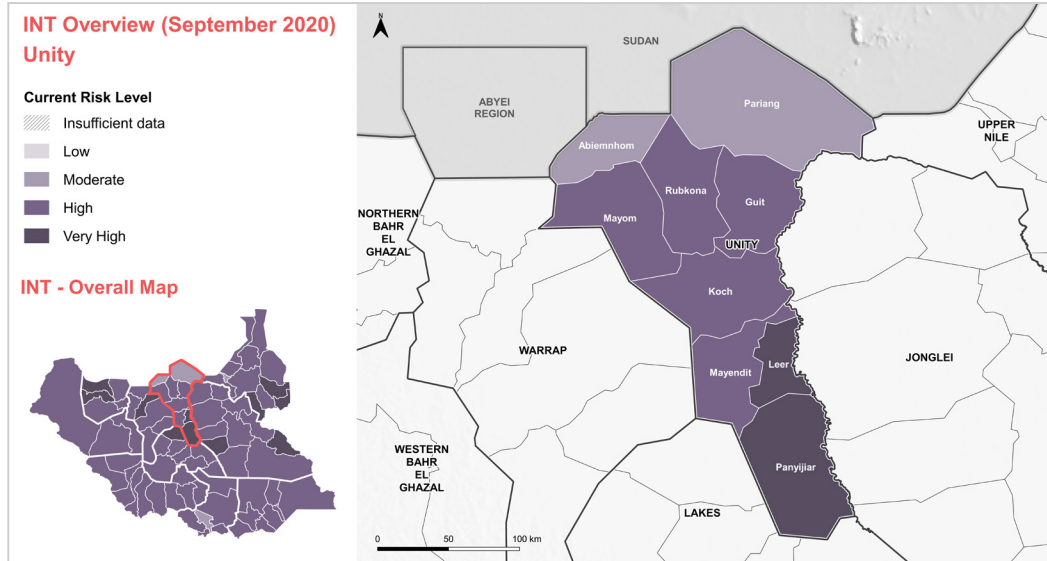 INT Overview (September 2020)
Unity
Current Risk Level
Insufficient data
Low
Moderate
High
Very High
INT - Overall Map
N
SUDAN
ABYEI
REGION
Pariang
UPPER
NILE
Abiemnhom
Rubkona
Guit
Mayom
NORTHERN
BAHR
EL
GHAZAL
UNITY
Koch
WARRAP
Mayendit
Leer
JONGLEI
WESTERN
BAHR
EL
GHAZAL
Panyijiar
LAKES
0 50 100 km